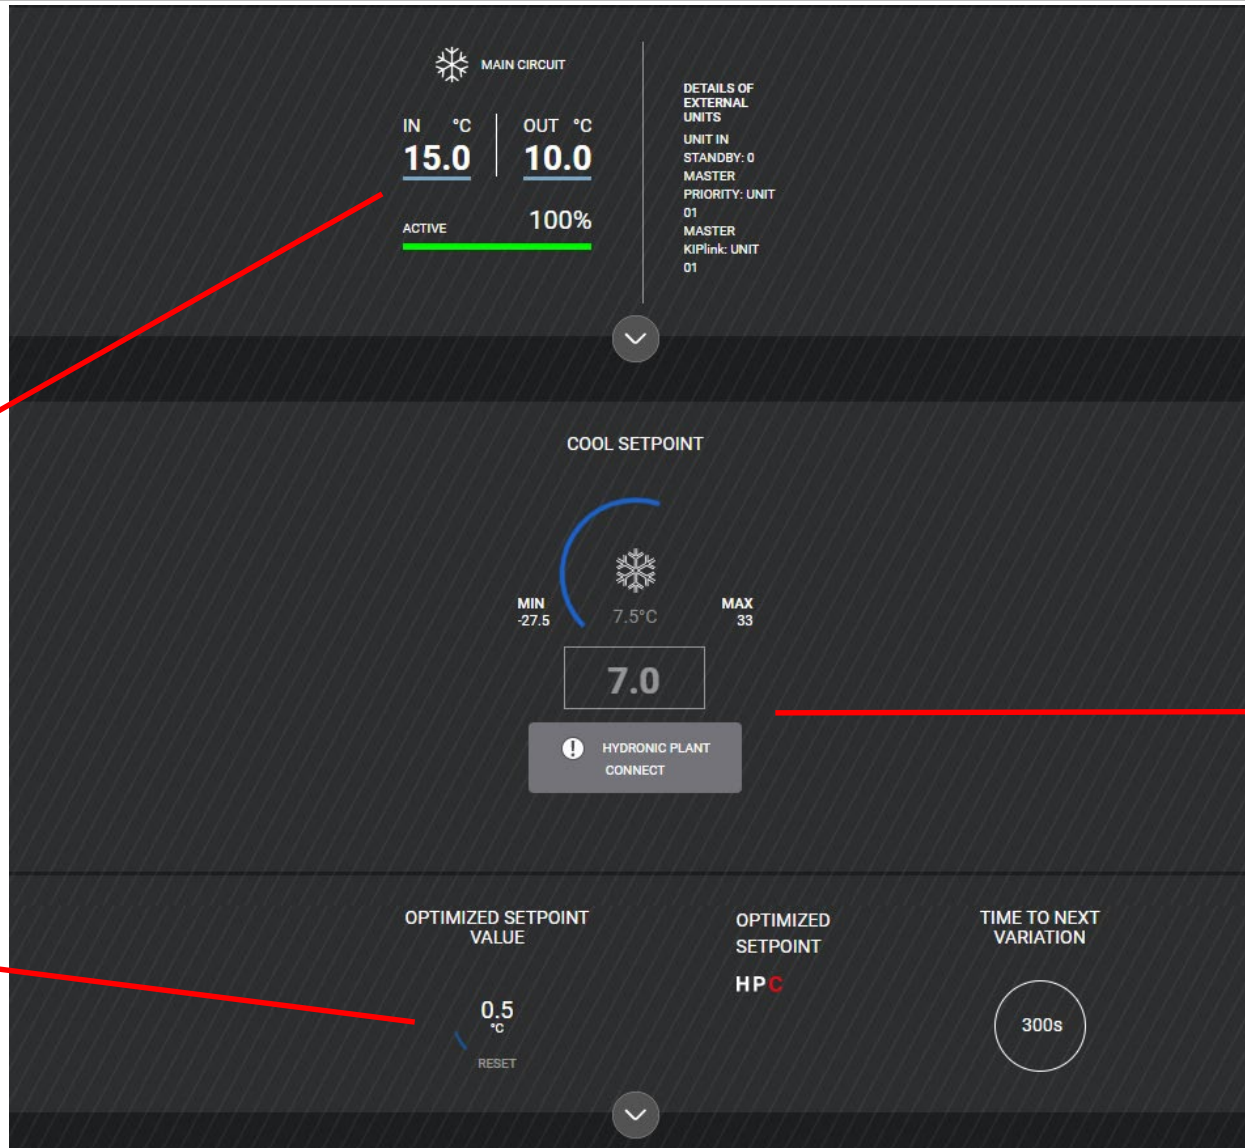 MAIN CIRCUIT
IN °C
OUT °C
15.0
10.0
ACTIVE
100%
DETAILS OF
EXTERNAL
UNITS
UNIT IN
STANDBY: 0
MASTER
PRIORITY: UNIT
01
MASTER
KIPlink: UNIT
01
COOL SETPOINT
MIN
-27.5
7.5°C
MAX
33
7.0
HYDRONIC PLANT
CONNECT
OPTIMIZED SETPOINT
VALUE
0.5
°C
RESET
OPTIMIZED
SETPOINT
HPC
TIME TO NEXT
VARIATION
300s